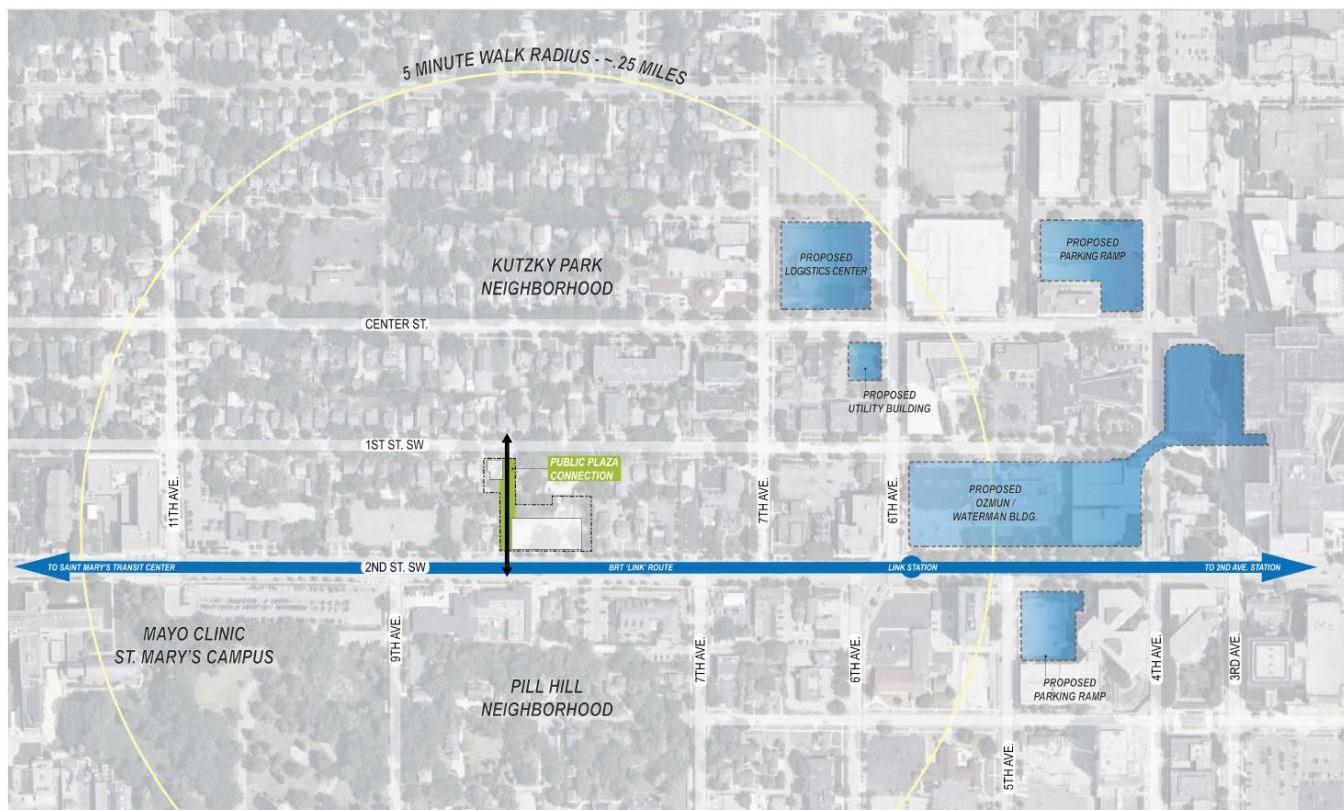 5 MINUTE WALK RADIUS - ~.25 MILES
KUTZKY PARK
NEIGHBORHOOD
PROPOSED
LOGISTICS CENTER
PROPOSED
PARKING RAMP
CENTER ST.
PROPOSED
UTILITY BUILDING
1ST ST. SW
PUBLIC PLAZA
CONNECTION
11TH AVE.
7TH AVE.
6TH AVE.
PROPOSED
OZMUN /
WATERMAN BLDG.
TO SAINT MARY'S TRANSIT CENTER
2ND ST. SW
BRT 'LINK' ROUTE
LINK STATION
TO 2ND AVE. STATION
MAYO CLINIC
ST. MARY'S CAMPUS
9TH AVE.
PILL HILL
NEIGHBORHOOD
7TH AVE.
6TH AVE.
PROPOSED
PARKING RAMP
4TH AVE.
3RD AVE.
5TH AVE.